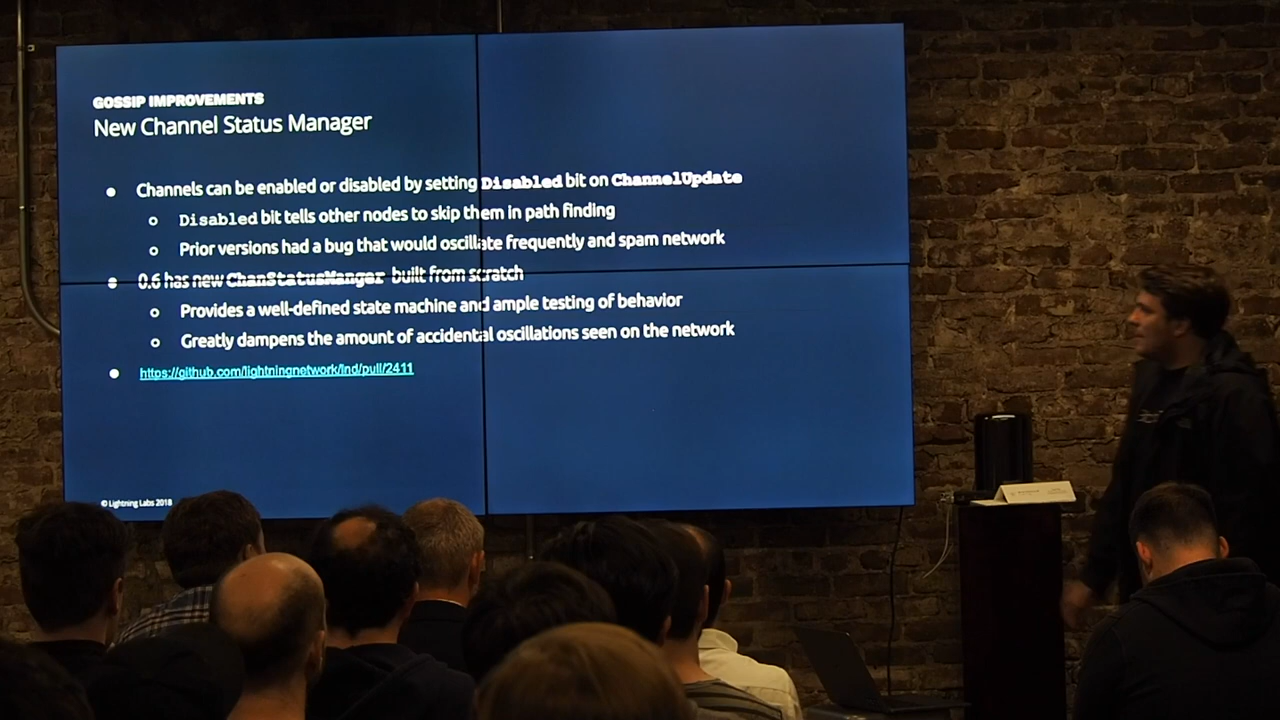 GOSSIP IMPROVEMENTS
New Channel Status Manager
● Channels can be enabled or disabled by setting Disabled bit on ChannelUpdate
○ Disabled bit tells other nodes to skip them in path finding
○ Prior versions had a bug that would oscillate frequently and spam network
● 0.6 has new ChanStatusManger built from scratch
○ Provides a well-defined state machine and ample testing of behavior
○ Greatly dampens the amount of accidental oscillations seen on the network
● https://github.com/lightningnetwork/lnd/pull/2411
© Lightning Labs 2018